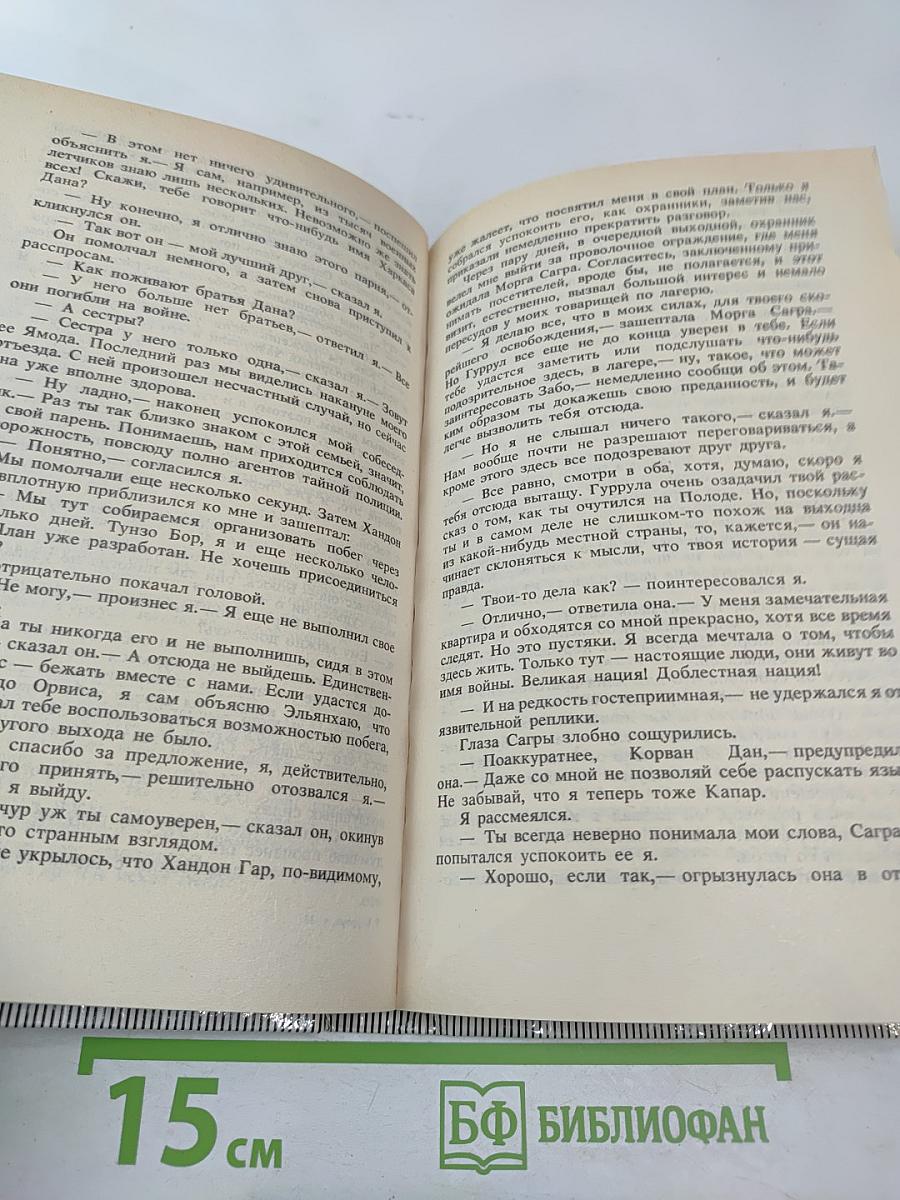 — В этом нет ничего удивительного,— поспешил
объяснить я.— Я сам, например, из тысяч военных
летчиков знаю лишь нескольких. Невозможно же знать
всех! Скажи, тебе говорит что-нибудь имя Харкаса
Дана?
— Ну конечно, я отлично знаю этого парня,— от-
кликнулся он.
— Так вот он — мой лучший друг,— сказал я.
Он помолчал немного, а затем снова приступил к
расспросам.
— Как поживают братья Дана?
— У него больше нет братьев,— ответил я.— Все
они погибли на войне.
— А сестры?
— Сестра у него только одна,— сказал я.— Зовут
ее Ямода. Последний раз мы виделись накануне моего
отъезда. С ней произошел несчастный случай, но сейчас
на уже вполне здорова.
— Ну ладно,— наконец успокоился мой собесед-
ик.— Раз ты так близко знаком с этой семьей, значит,
свой парень. Понимаешь, нам приходится соблюдать
орожность, повсюду полно агентов тайной полиции.
— Понятно,— согласился я.
Мы помолчали еще несколько секунд. Затем Хандон
вплотную приблизился ко мне и зашептал:
— Мы тут собираемся организовать побег через
олько дней. Тунзо Бор, я и еще несколько чело-
План уже разработан. Не хочешь присоединиться
?
отрицательно покачал головой.
Не могу,— произнес я.— Я еще не выполнил свое
а ты никогда его и не выполнишь, сидя в этом
сказал он.— А отсюда не выйдешь. Единствен-
с — бежать вместе с нами. Если удастся до-
до Орвиса, я сам объясню Эльянхаю, что
ал тебе воспользоваться возможностью побега,
ругого выхода не было.
спасибо за предложение, я, действительно,
го принять,— решительно отозвался я.—
я выйду.
чур уж ты самоуверен,— сказал он, окинув
го странным взглядом.
е укрылось, что Хандон Гар, по-видимому,
уже жалеет, что посвятил меня в свой план. Только я
собрался успокоить его, как охранники, заметив нас,
приказали немедленно прекратить разговор.
Через пару дней, в очередной выходной, охранник
велел мне выйти за проволочное ограждение, где меня
ожидала Морга Сагра. Согласитесь, заключенному при-
нимать посетителей, вроде бы, не полагается, и этот
визит, естественно, вызвал большой интерес и немало
пересудов у моих товарищей по лагерю.
— Я делаю все, что в моих силах, для твоего ско-
рейшего освобождения,— зашептала Морга Сагра.—
Но Гуррул все еще не до конца уверен в тебе. Если
тебе удастся заметить или подслушать что-нибудь
подозрительное здесь, в лагере,— ну, такое, что может
заинтересовать Забо,— немедленно сообщи об этом. Та-
ким образом ты докажешь свою преданность, и будет
легче вызволить тебя отсюда.
— Но я не слышал ничего такого,— сказал я.—
Нам вообще почти не разрешают переговариваться, а
кроме этого здесь все подозревают друг друга.
— Все равно, смотри в оба, хотя, думаю, скоро я
тебя отсюда вытащу. Гуррула очень озадачил твой рас-
сказ о том, как ты очутился на Полоде. Но, поскольку
ты и в самом деле не слишком-то похож на выходца
из какой-нибудь местной страны, то, кажется,— он на-
чинает склоняться к мысли, что твоя история — сущая
правда.
— Твои-то дела как? — поинтересовался я.
— Отлично,— ответила она.— У меня замечательная
квартира и обходятся со мной прекрасно, хотя все время
следят. Но это пустяки. Я всегда мечтала о том, чтобы
здесь жить. Только тут — настоящие люди, они живут во
имя войны. Великая нация! Доблестная нация!
— И на редкость гостеприимная,— не удержался я от
язвительной реплики.
Глаза Сагры злобно сощурились.
— Поаккуратнее, Корван Дан,— предупредил
она.— Даже со мной не позволяй себе распускать язы
Не забывай, что я теперь тоже Капар.
Я рассмеялся.
— Ты всегда неверно понимала мои слова, Сагра
попытался успокоить ее я.
— Хорошо, если так,— огрызнулась она в от
15 см
БФ БИБЛИОФАН